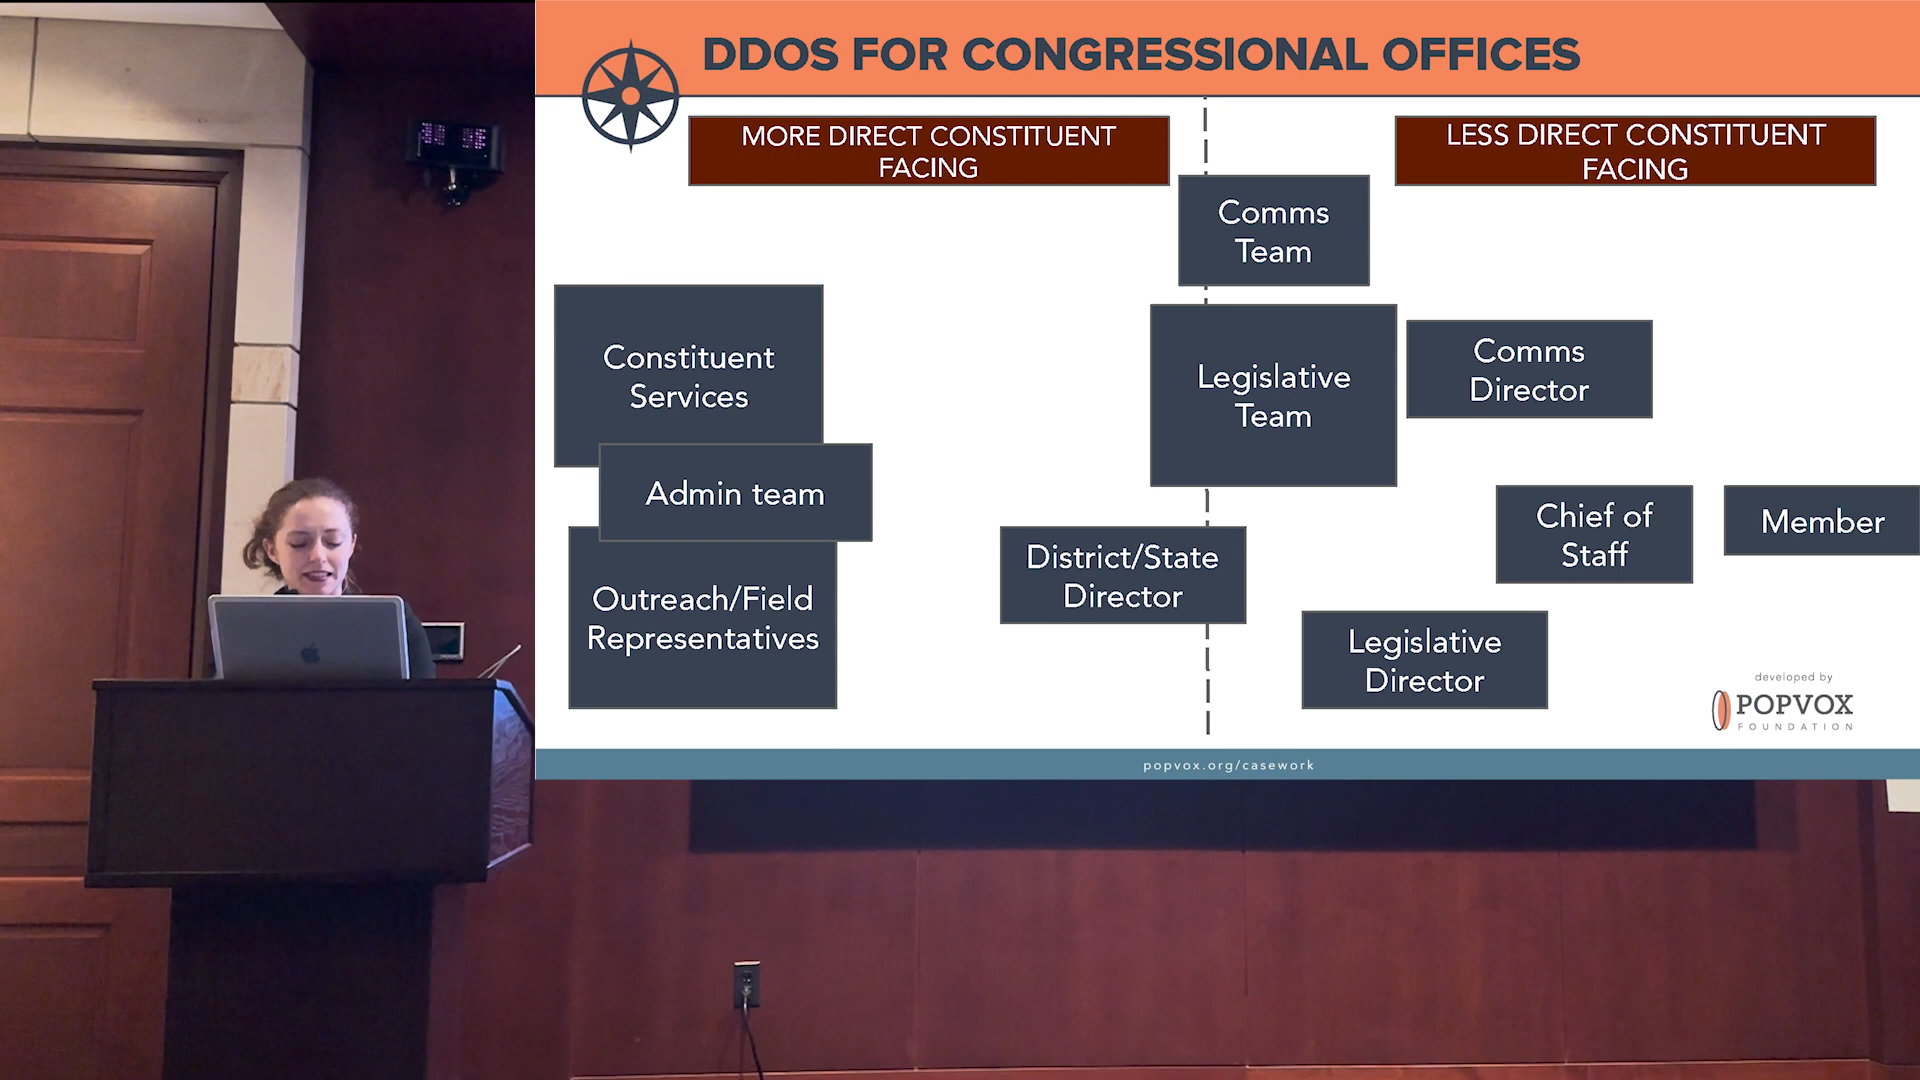 DDOS FOR CONGRESSIONAL OFFICES
MORE DIRECT CONSTITUENT
FACING
LESS DIRECT CONSTITUENT
FACING
Comms
Team
Constituent
Services
Legislative
Team
Comms
Director
Admin team
Chief of
Staff
Member
District/State
Director
Outreach/Field
Representatives
Legislative
Director
developed by
POPVOX
FOUNDATION
popvox.org/casework